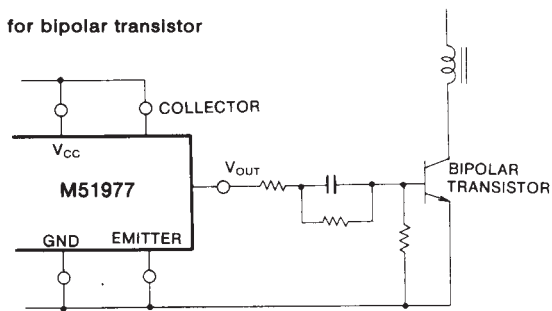 for bipolar transistor
COLLECTOR
VCC
VOUT
BIPOLAR
TRANSISTOR
M51977
GND
EMITTER